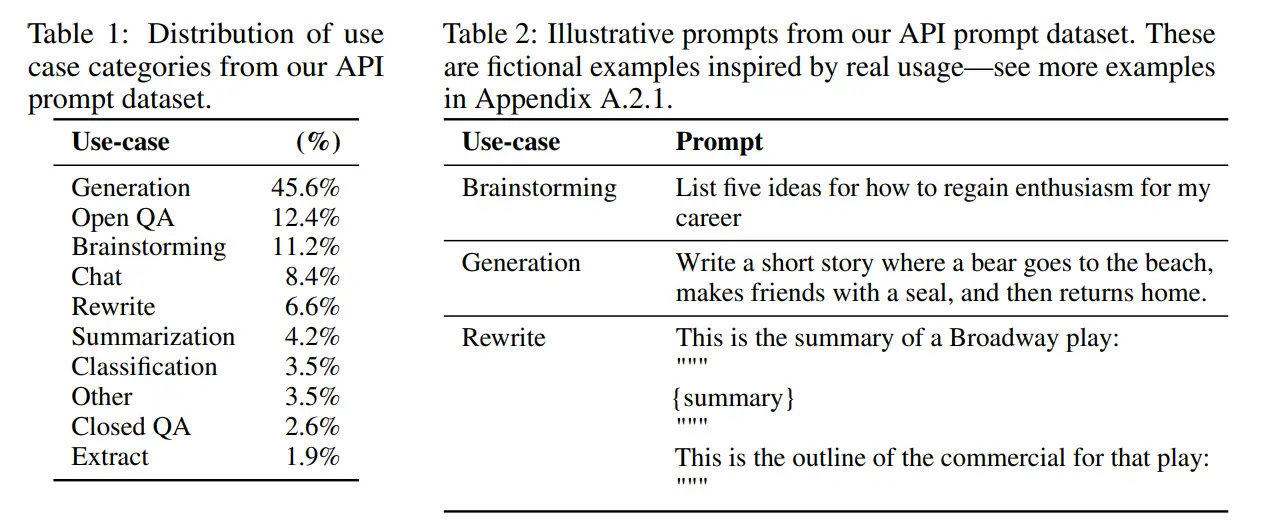 Table 1: Distribution of use
case categories from our API
prompt dataset.
Use-case (%)
Generation 45.6%
Open QA 12.4%
Brainstorming 11.2%
Chat 8.4%
Rewrite 6.6%
Summarization 4.2%
Classification 3.5%
Other 3.5%
Closed QA 2.6%
Extract 1.9%
Table 2: Illustrative prompts from our API prompt dataset. These
are fictional examples inspired by real usage—see more examples
in Appendix A.2.1.
Use-case Prompt
Brainstorming List five ideas for how to regain enthusiasm for my
career
Generation Write a short story where a bear goes to the beach,
makes friends with a seal, and then returns home.
Rewrite This is the summary of a Broadway play:
"""
{summary}
"""
This is the outline of the commercial for that play:
"""